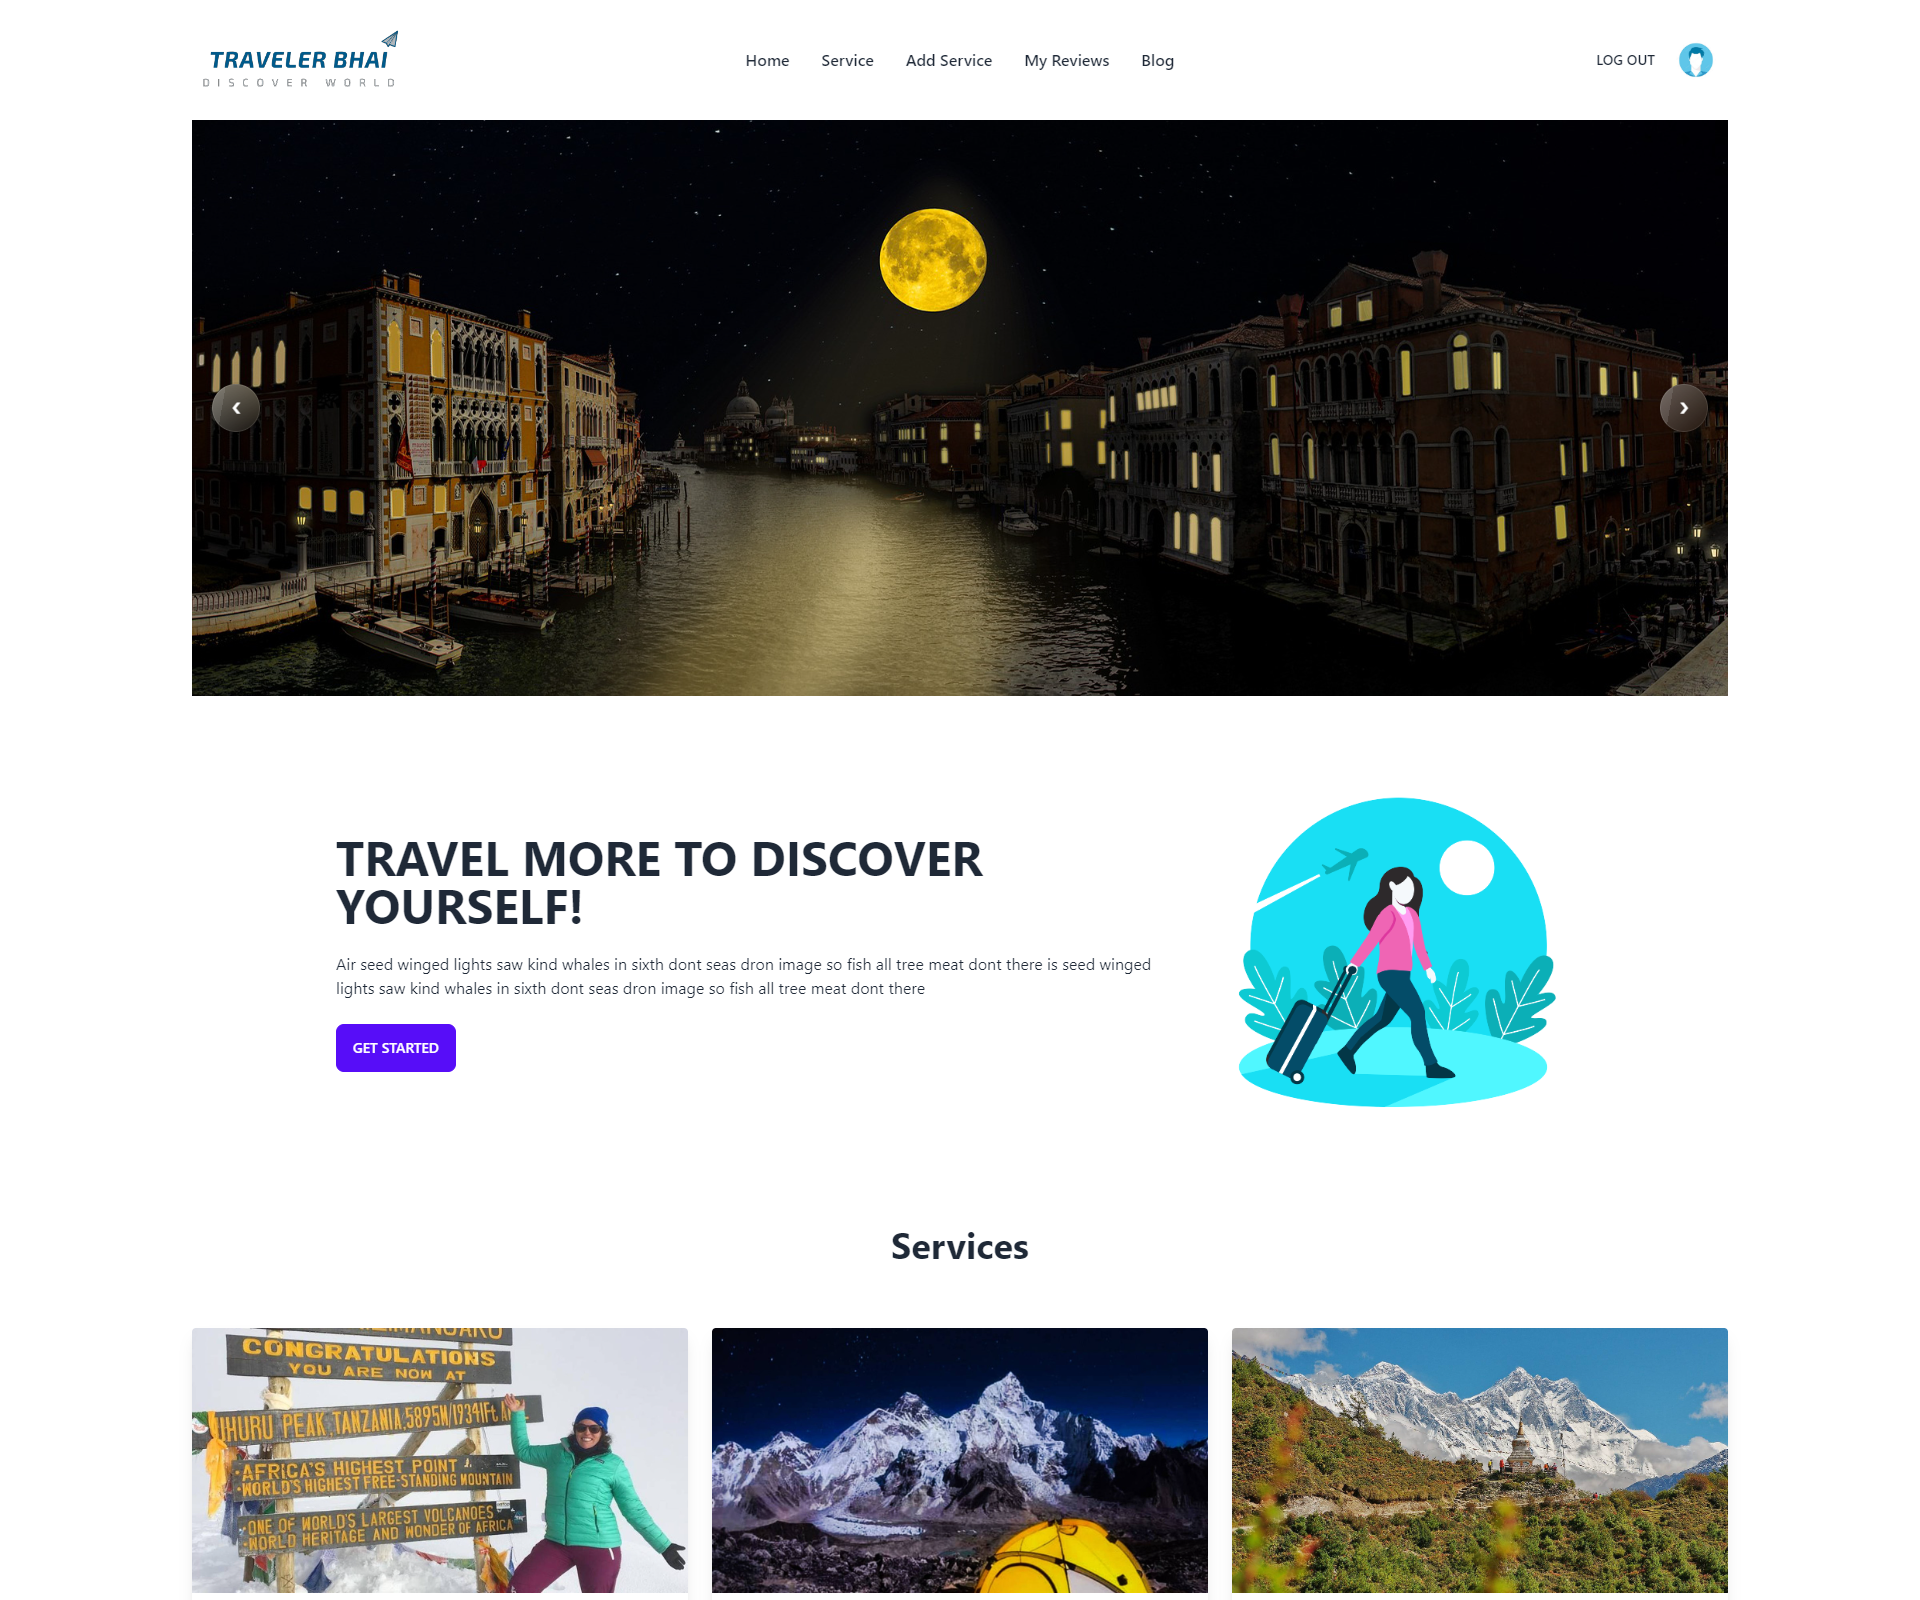 TRAVELER BHAI
DISCOVER WORLD
Home Service Add Service My Reviews Blog
LOG OUT
‹ ›
TRAVEL MORE TO DISCOVER
YOURSELF!
Air seed winged lights saw kind whales in sixth dont seas dron image so fish all tree meat dont there is seed winged
lights saw kind whales in sixth dont seas dron image so fish all tree meat dont there
GET STARTED
Services
CONGRATULATIONS
YOU ARE NOW AT
UHURU PEAK, TANZANIA, 5895M/19341Ft
•AFRICA'S HIGHEST POINT
•WORLD'S HIGHEST FREE-STANDING MOUNTAIN
•ONE OF WORLD'S LARGEST VOLCANOES
•WORLD HERITAGE AND WONDER OF AFRICA